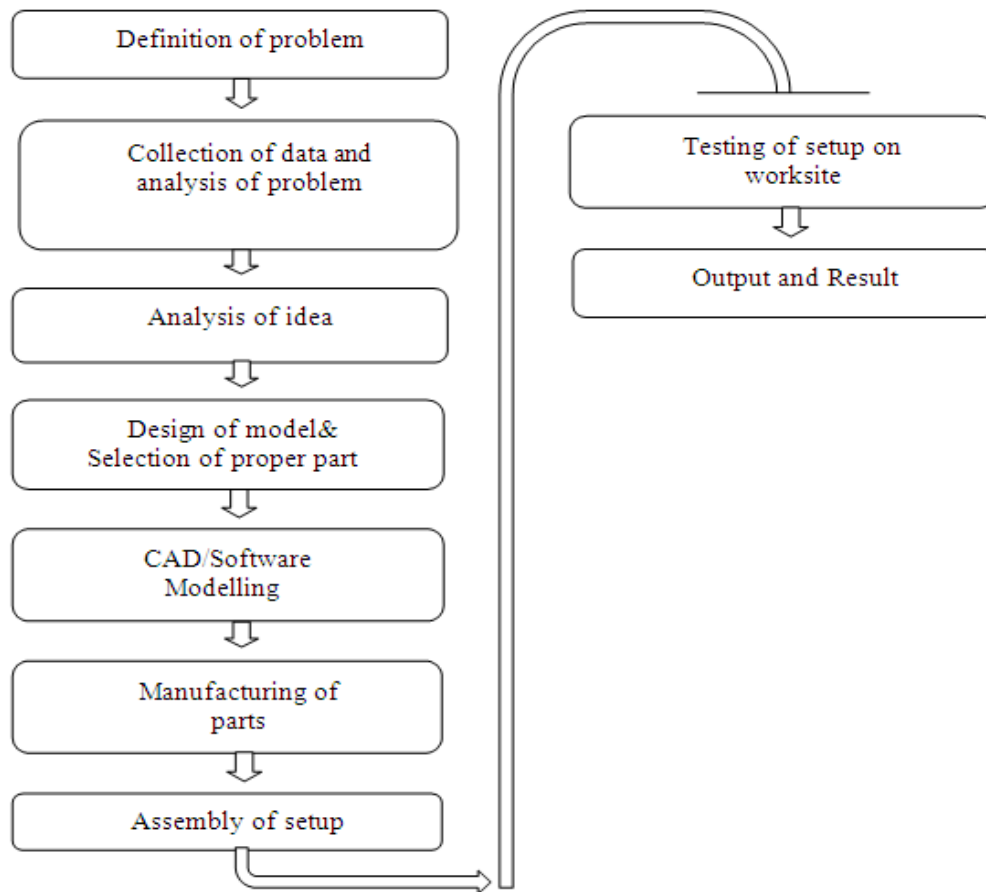 Definition of problem
Collection of data and
analysis of problem
Analysis of idea
Design of model&
Selection of proper part
CAD/Software
Modelling
Manufacturing of
parts
Assembly of setup
Testing of setup on
worksite
Output and Result